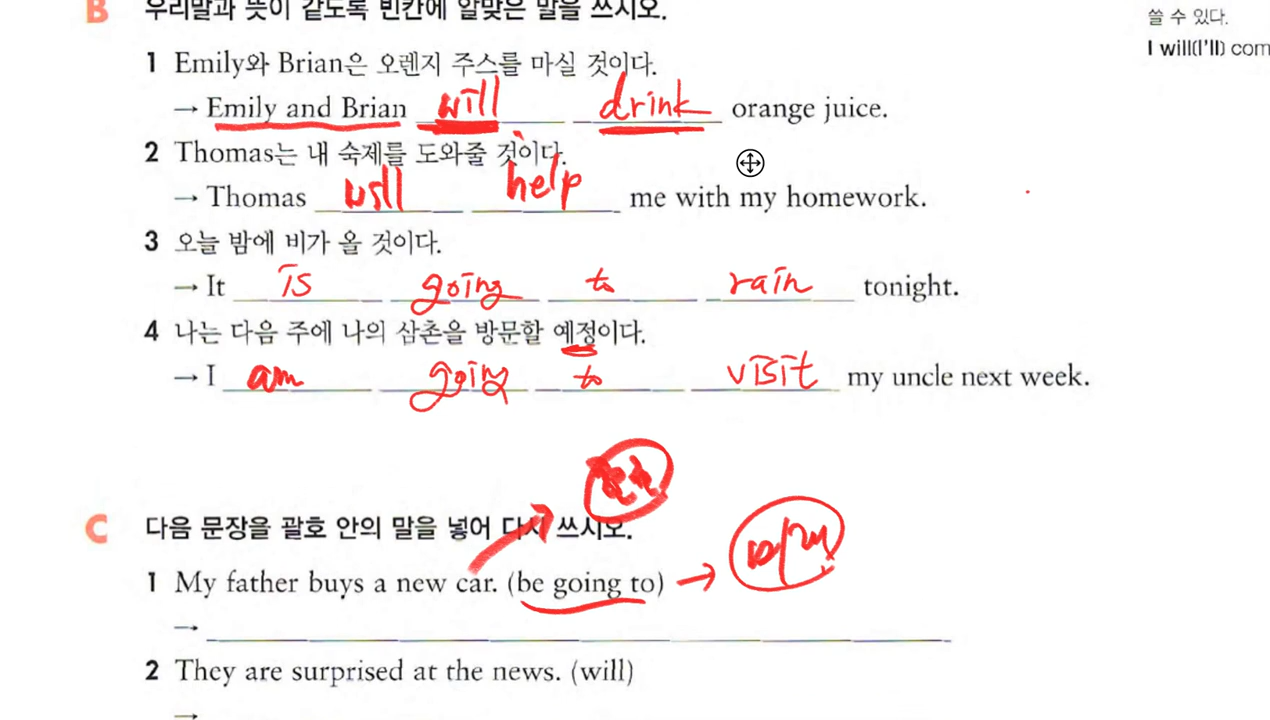 B 우리말과 뜻이 같도록 빈칸에 알맞은 말을 쓰시오.
쓸 수 있다.
I will(I'll) com
1 Emily와 Brian은 오렌지 주스를 마실 것이다.
→ Emily and Brian will drink orange juice.
2 Thomas는 내 숙제를 도와줄 것이다.
→ Thomas will help me with my homework.
3 오늘 밤에 비가 올 것이다.
→ It is going to rain tonight.
4 나는 다음 주에 나의 삼촌을 방문할 예정이다.
→ I am going to visit my uncle next week.
C 다음 문장을 괄호 안의 말을 넣어 다시 쓰시오.
1 My father buys a new car. (be going to) → 미래
→
2 They are surprised at the news. (will)
→